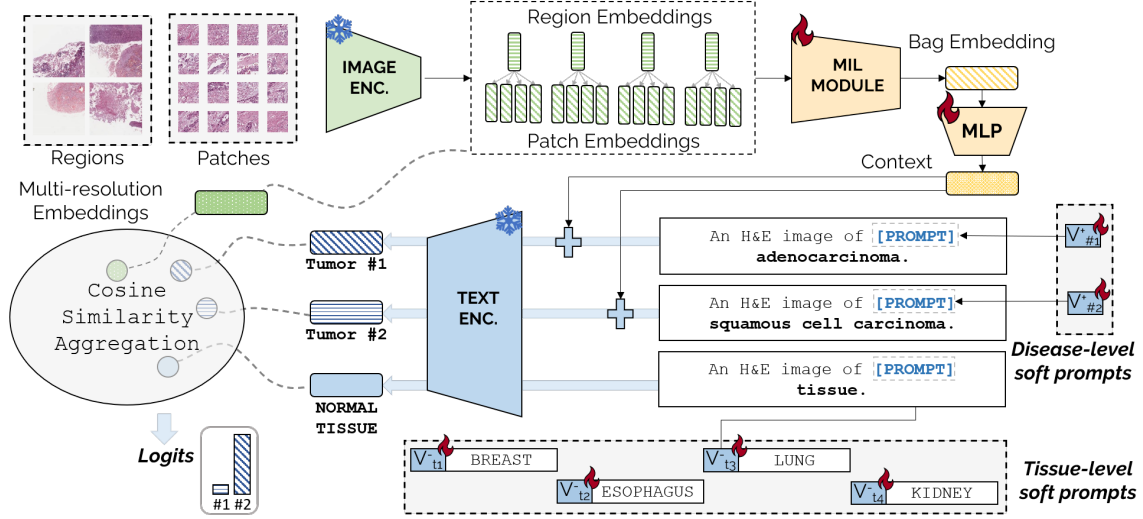 Region Embeddings
IMAGE
ENC.
MIL
MODULE
Bag Embedding
Patch Embeddings
MLP
Regions
Patches
Context
Multi-resolution
Embeddings
An H&E image of [PROMPT]
adenocarcinoma.
V+#1
Tumor #1
Cosine
Similarity
Aggregation
TEXT
ENC.
An H&E image of [PROMPT]
squamous cell carcinoma.
V+#2
Tumor #2
Disease-level
soft prompts
An H&E image of [PROMPT]
tissue.
NORMAL
TISSUE
Logits
#1 #2
V-t1 BREAST
V-t3 LUNG
V-t2 ESOPHAGUS
V-t4 KIDNEY
Tissue-level
soft prompts